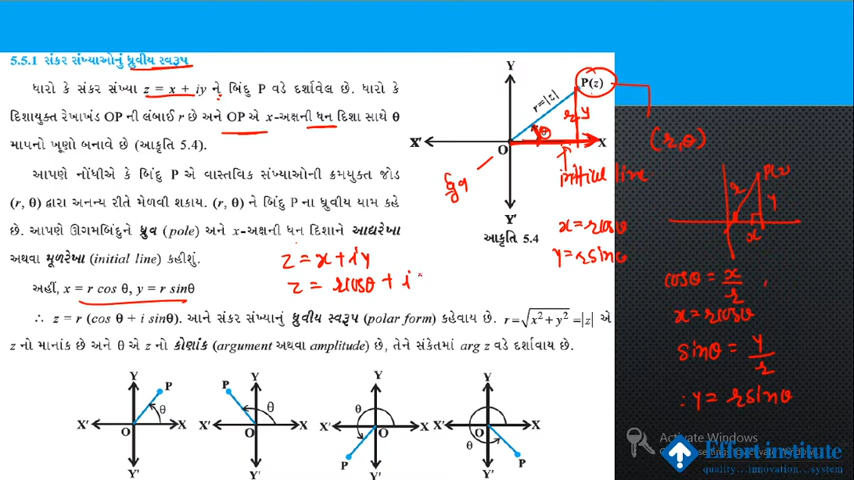 5.5.1 સંકર સંખ્યાઓનું ધ્રુવીય સ્વરૂપ
ધારો કે સંકર સંખ્યા z = x + iy ને બિંદુ P વડે દર્શાવેલ છે. ધારો કે
દિશાયુક્ત રેખાખંડ OP ની લંબાઈ r છે અને OP એ x-અક્ષની ધન દિશા સાથે θ
માપનો ખૂણો બનાવે છે (આકૃતિ 5.4).
આપણે નોંધીએ કે બિંદુ P એ વાસ્તવિક સંખ્યાઓની ક્રમયુક્ત જોડ
(r, θ) દ્વારા અનન્ય રીતે મેળવી શકાય. (r, θ) ને બિંદુ P ના ધ્રુવીય યામ કહે
છે. આપણે ઊગમબિંદુને ધ્રુવ (pole) અને x-અક્ષની ધન દિશાને આદ્યરેખા
અથવા મૂળરેખા (initial line) કહીશું.
z = x + iy
અહીં, x = r cos θ, y = r sinθ
z = rcosθ + i
∴ z = r (cos θ + i sinθ). આને સંકર સંખ્યાનું ધ્રુવીય સ્વરૂપ (polar form) કહેવાય છે. r = √x² + y² = |z| એ
z નો માનાંક છે અને θ એ z નો કોણાંક (argument અથવા amplitude) છે, તેને સંકેતમાં arg z વડે દર્શાવાય છે.
Y
P(z)
r = |z|
r, y
θ
X'
O
X
Y'
આકૃતિ 5.4
ધ્રુવ
initial line
(r, θ)
x = rcosθ
y = rsinθ
P(z)
r
y
x
cosθ = x/r ,
x = rcosθ
sinθ = y/r
∴ y = rsinθ
Y
P
θ
X'
O
X
Y'
Y
P
θ
X'
O
X
Y'
Y
θ
X'
O
X
P
Y'
Y
X'
O
X
θ
P
Y'
Activate Windows
Effort institute
quality...innovation...system